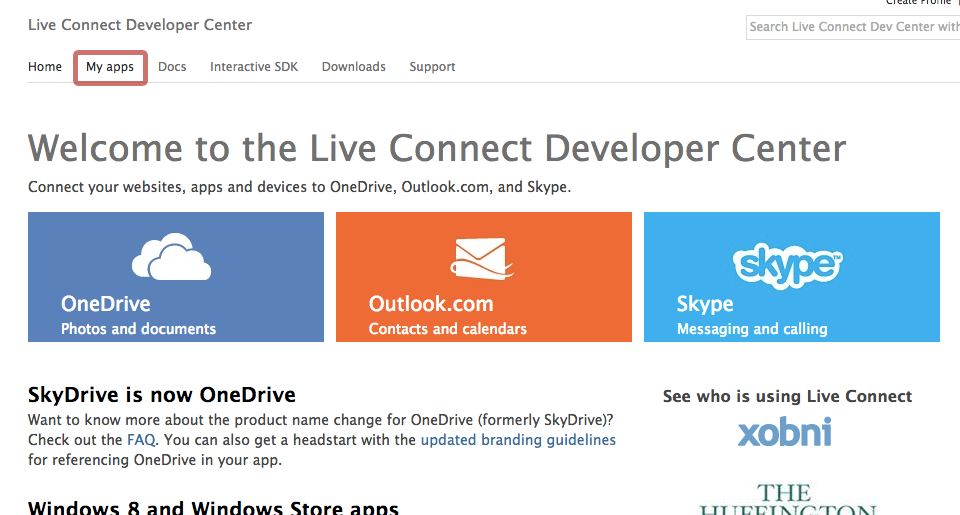 Create Profile
Live Connect Developer Center
Search Live Connect Dev Center with
Home My apps Docs Interactive SDK Downloads Support
Welcome to the Live Connect Developer Center
Connect your websites, apps and devices to OneDrive, Outlook.com, and Skype.
OneDrive
Photos and documents
Outlook.com
Contacts and calendars
skype™
Skype
Messaging and calling
SkyDrive is now OneDrive
Want to know more about the product name change for OneDrive (formerly SkyDrive)?
Check out the FAQ. You can also get a headstart with the updated branding guidelines
for referencing OneDrive in your app.
See who is using Live Connect
xobni
THE
HUFFINGTON
Windows 8 and Windows Store apps